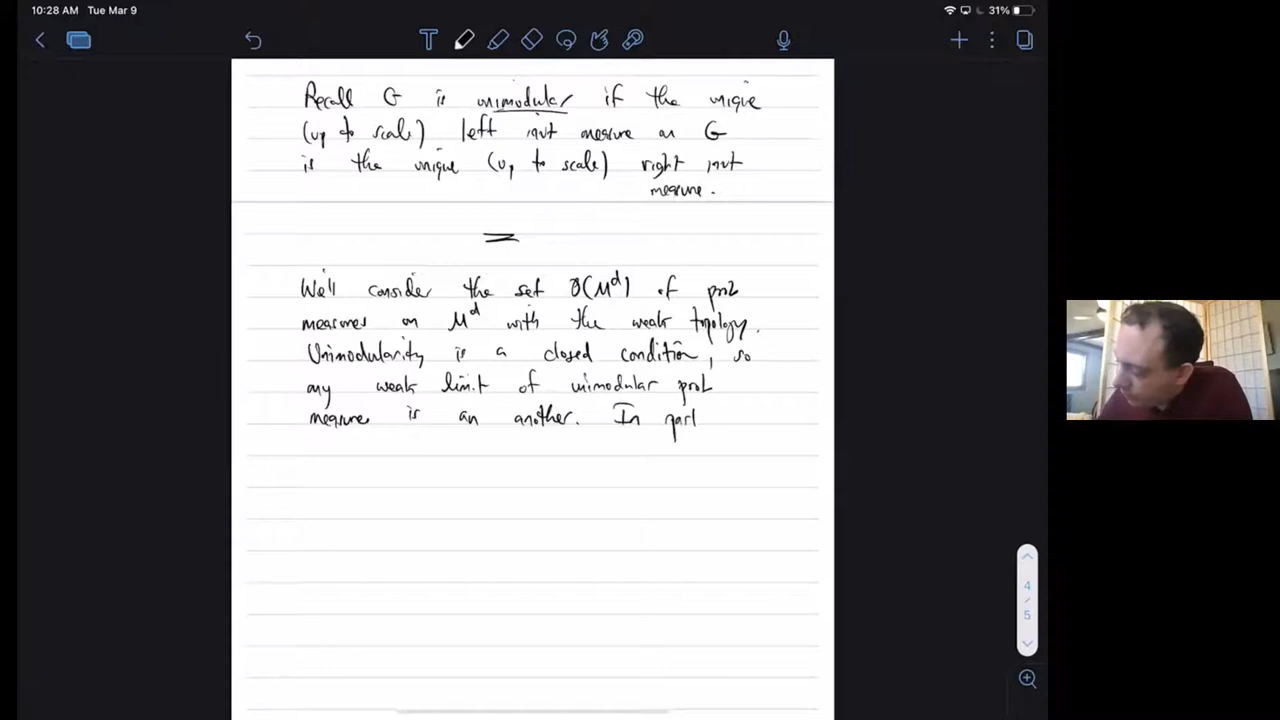 10:28 AM Tue Mar 9
31%
Recall G is unimodular if the unique
(up to scale) left invt measure on G
is the unique (up to scale) right invt
measure.
We'll consider the set P(M^d) of prob
measures on M^d with the weak topology.
Unimodularity is a closed condition, so
any weak limit of unimodular prob
measure is an another. In part
4
/
5